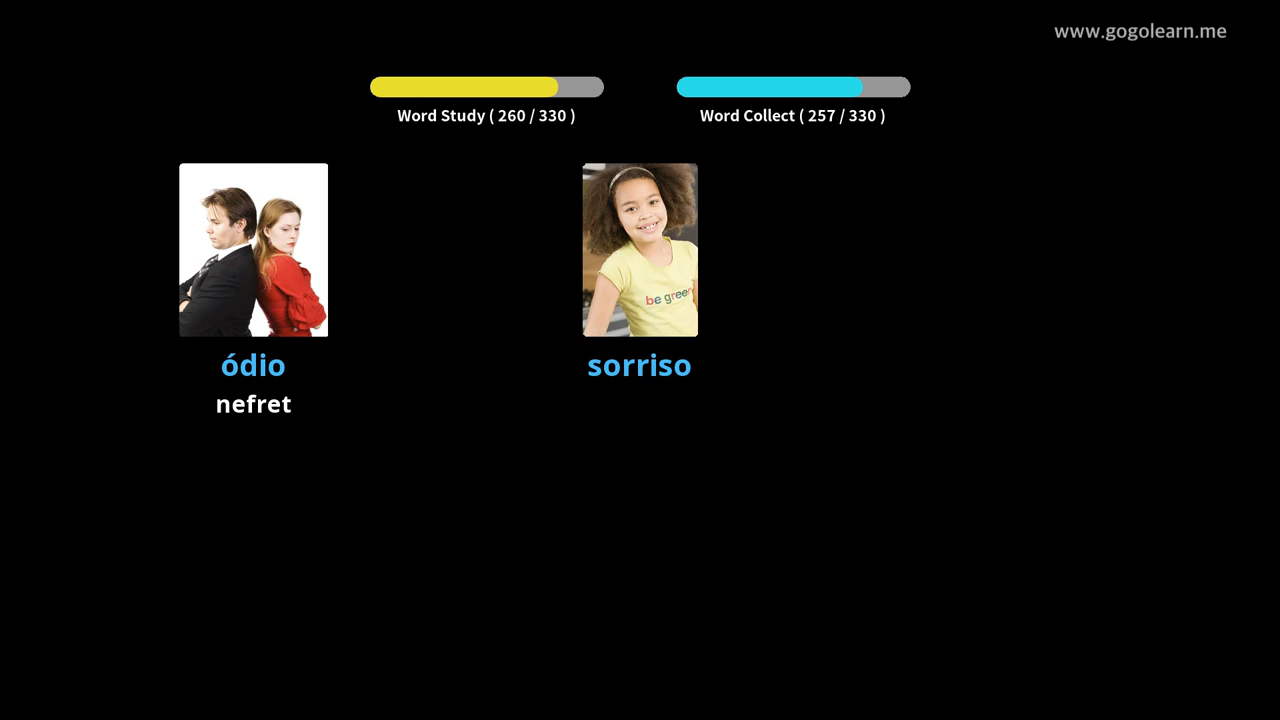 www.gogolearn.me
Word Study ( 260 / 330 )
Word Collect ( 257 / 330 )
be green
ódio
sorriso
nefret